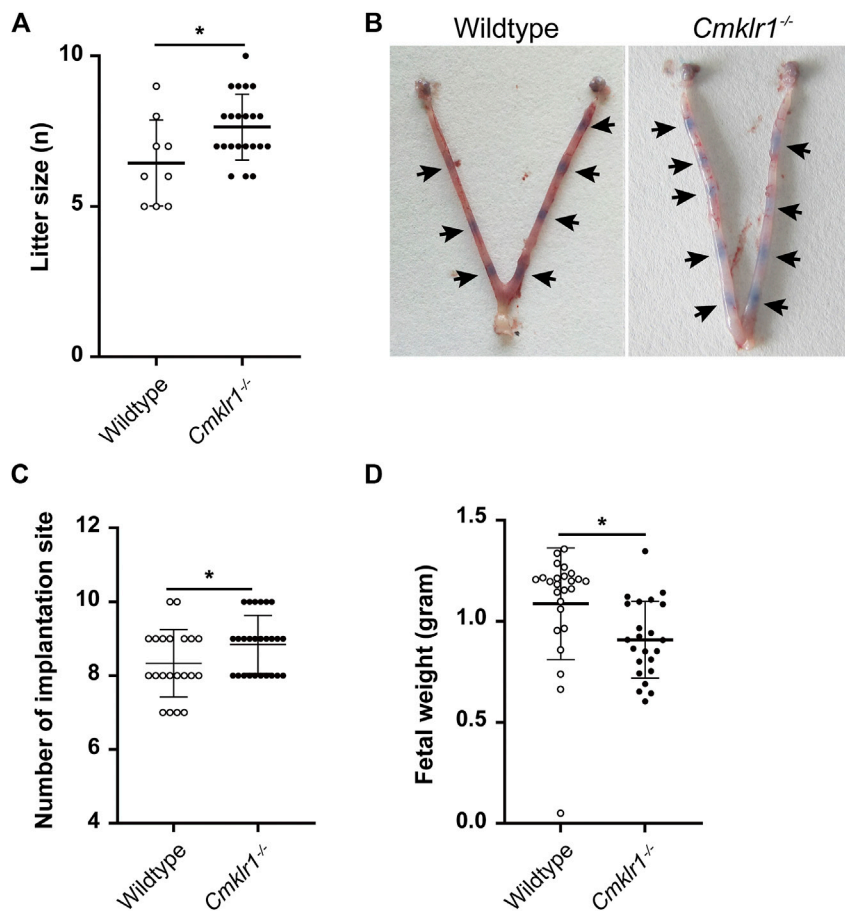 A
*
10
5
0
Litter size (n)
Wildtype
Cmklr1-/-
B
Wildtype
Cmklr1-/-
C
*
12
10
8
6
4
Number of implantation site
Wildtype
Cmklr1-/-
D
*
1.5
1.0
0.5
0.0
Fetal weight (gram)
Wildtype
Cmklr1-/-